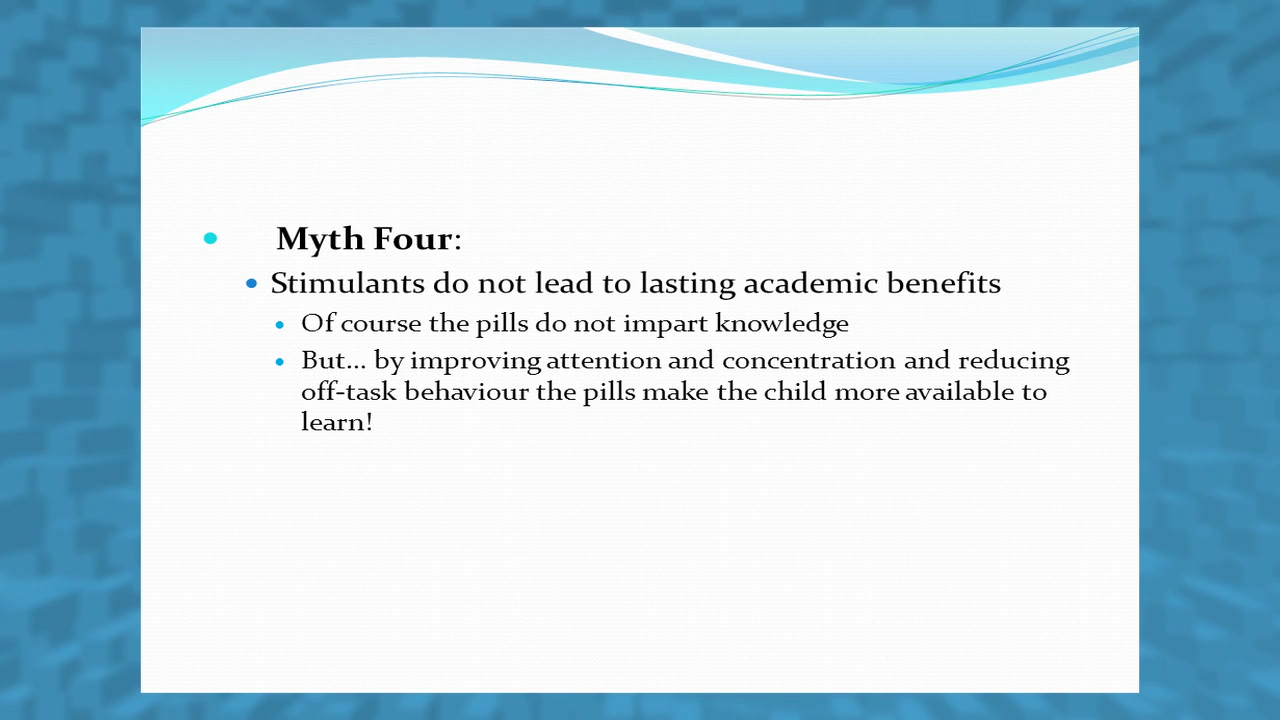 Myth Four:
Stimulants do not lead to lasting academic benefits
Of course the pills do not impart knowledge
But... by improving attention and concentration and reducing
off-task behaviour the pills make the child more available to
learn!